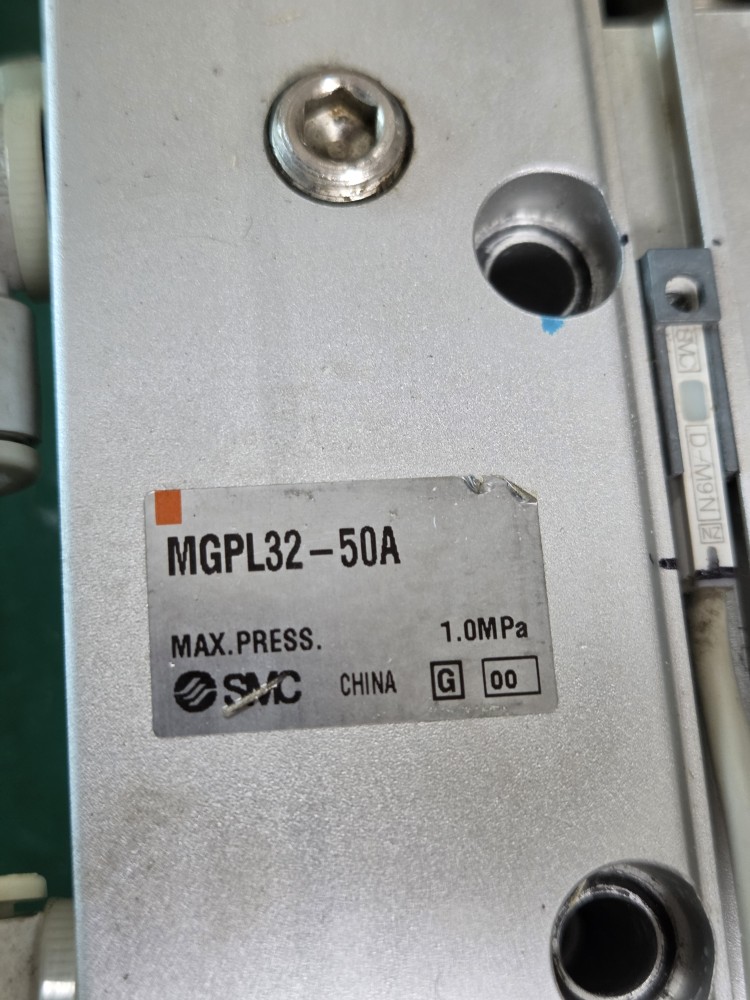 SMC
D-M9N
MGPL32-50A
MAX.PRESS. 1.0MPa
SMC CHINA G 00